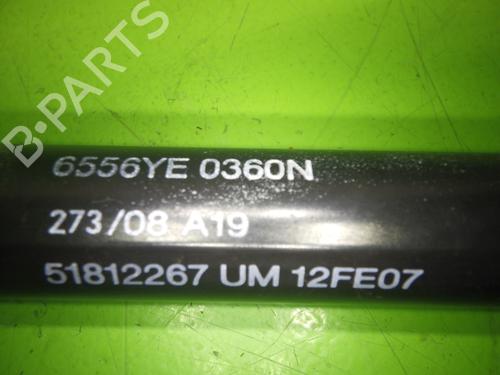 B-PARTS
6556YE 0360N
273/08 A19
51812267 UM 12FE07